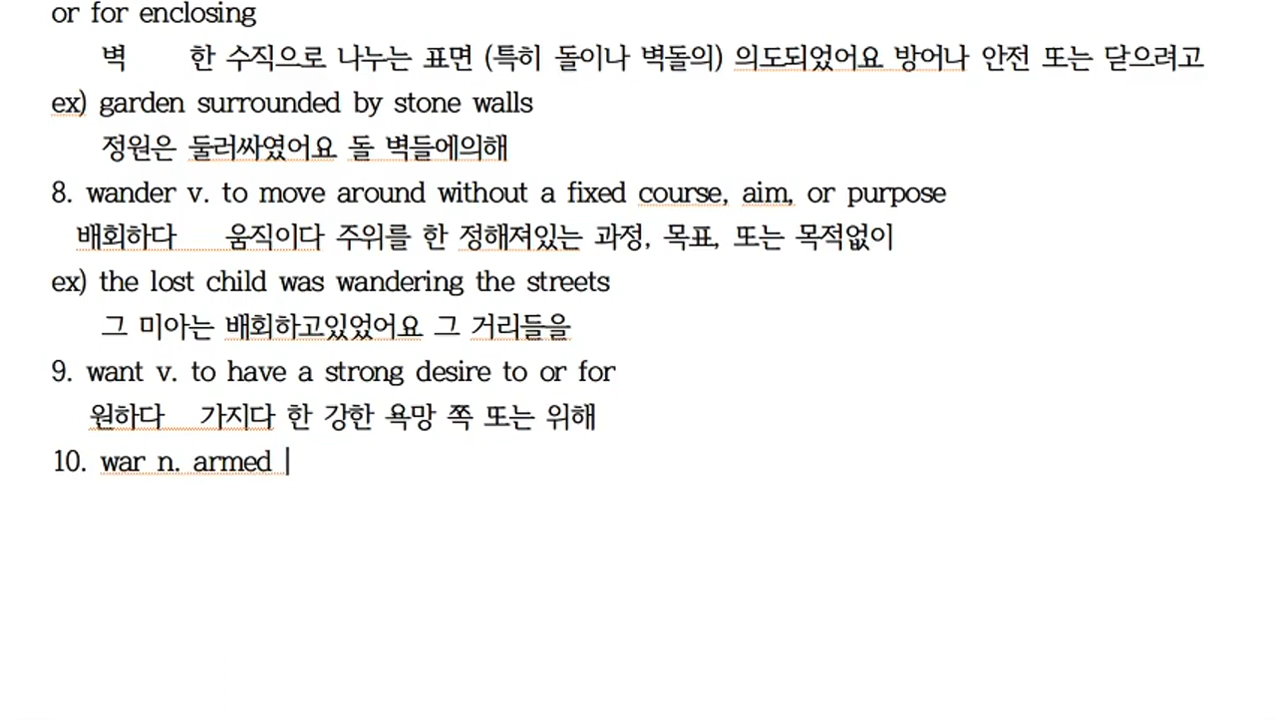 or for enclosing
벽 한 수직으로 나누는 표면 (특히 돌이나 벽돌의) 의도되었어요 방어나 안전 또는 닫으려고
ex) garden surrounded by stone walls
정원은 둘러싸였어요 돌 벽들에의해
8. wander v. to move around without a fixed course, aim, or purpose
배회하다 움직이다 주위를 한 정해져있는 과정, 목표, 또는 목적없이
ex) the lost child was wandering the streets
그 미아는 배회하고있었어요 그 거리들을
9. want v. to have a strong desire to or for
원하다 가지다 한 강한 욕망 쪽 또는 위해
10. war n. armed